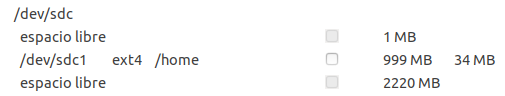 /dev/sdc
espacio libre 1 MB
/dev/sdc1 ext4 /home 999 MB 34 MB
espacio libre 2220 MB